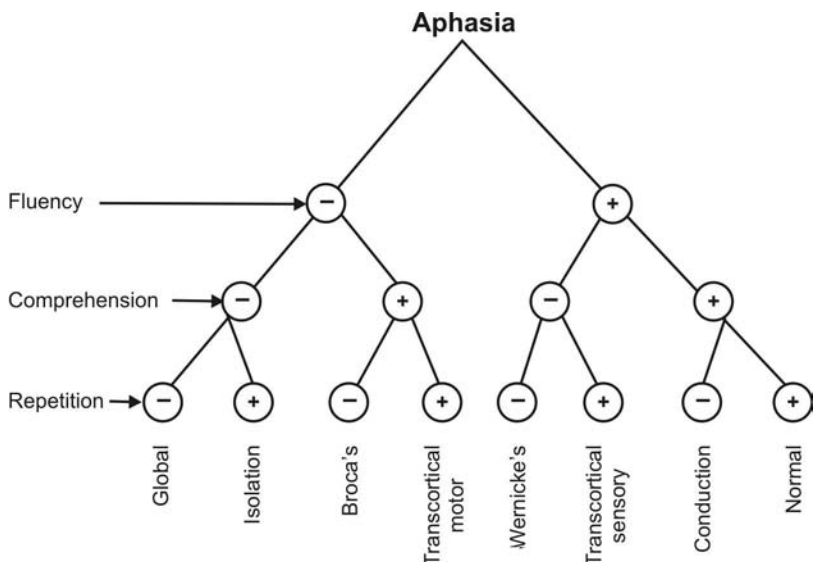 Aphasia
Fluency
− +
Comprehension
− + − +
Repetition
− + − + − + − +
Global
Isolation
Broca's
Transcortical
motor
Wernicke's
Transcortical
sensory
Conduction
Normal